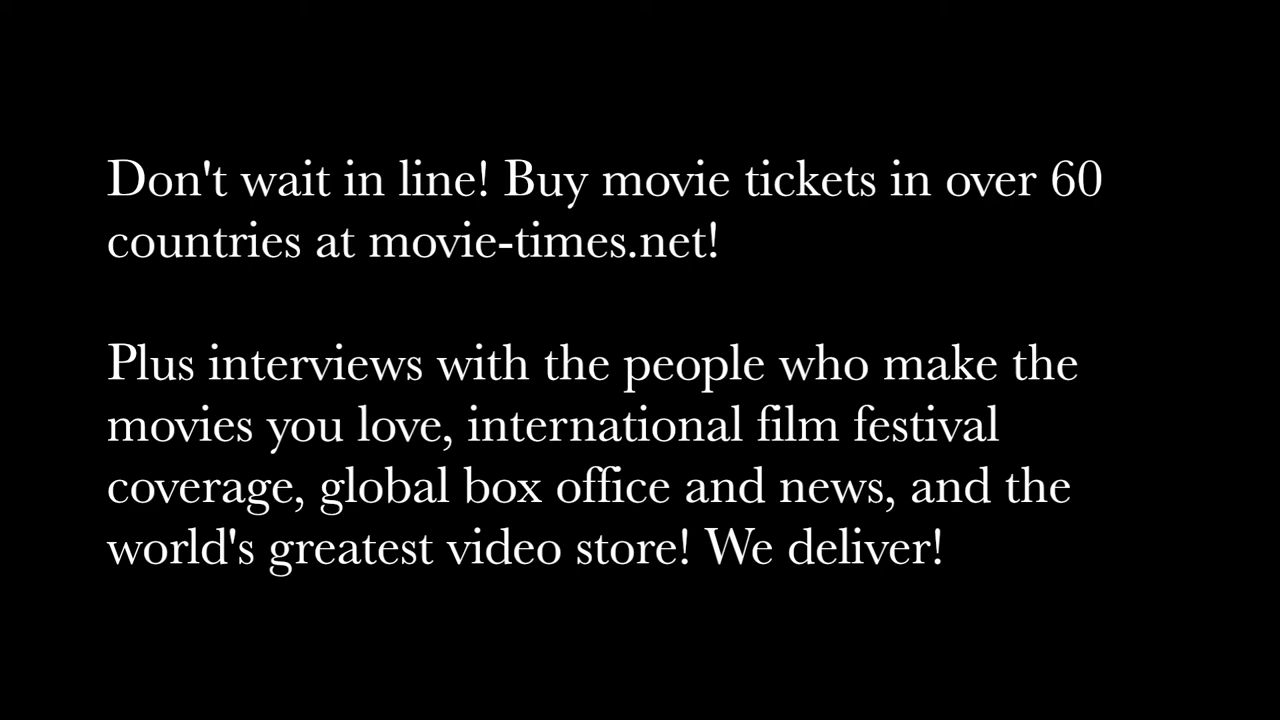 Don't wait in line! Buy movie tickets in over 60
countries at movie-times.net!
Plus interviews with the people who make the
movies you love, international film festival
coverage, global box office and news, and the
world's greatest video store! We deliver!